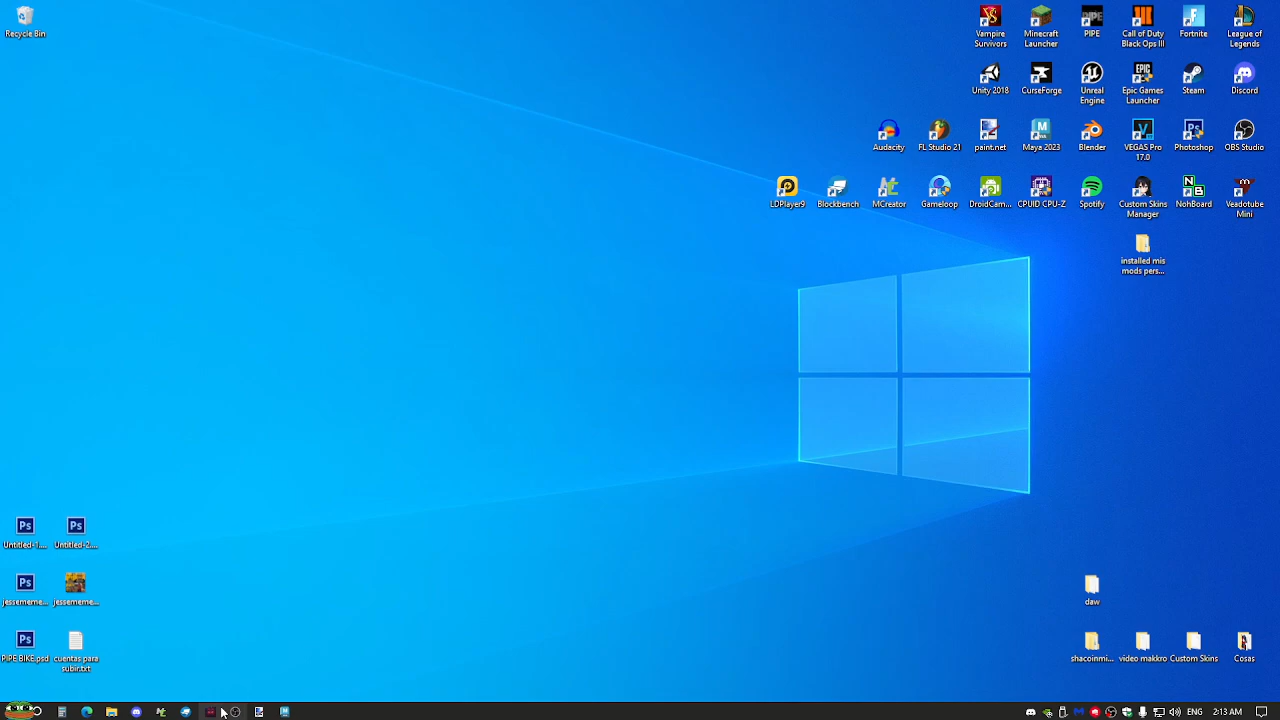 Recycle Bin
Vampire
Survivors
Minecraft
Launcher
PIPE
Call of Duty
Black Ops III
Fortnite
League of
Legends
Unity 2018
CurseForge
Unreal
Engine
Epic Games
Launcher
Steam
Discord
Audacity
FL Studio 21
paint.net
Maya 2023
Blender
VEGAS Pro
17.0
Photoshop
OBS Studio
LDPlayer9
Blockbench
MCreator
Gameloop
DroidCam...
CPUID CPU-Z
Spotify
Custom Skins
Manager
NohBoard
Veadotube
Mini
installed mis
mods pers...
Untitled-1....
Untitled-2....
jessememe...
jessememe...
daw
PIPE BIKE.psd
cuentas para
subir.txt
shacoinmi...
video makkro
Custom Skins
Cosas
ENG
2:13 AM